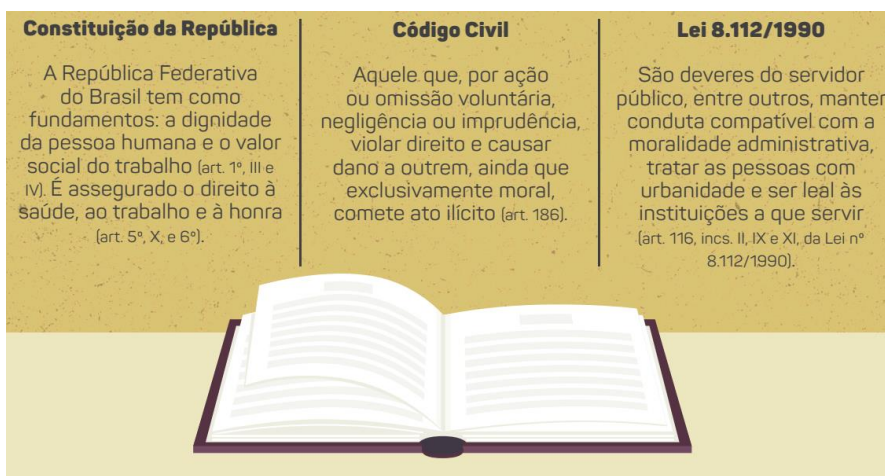 Constituição da República
A República Federativa
do Brasil tem como
fundamentos: a dignidade
da pessoa humana e o valor
social do trabalho (art. 1º, III e
IV). É assegurado o direito à
saúde, ao trabalho e à honra
(art. 5º, X, e 6º).
Código Civil
Aquele que, por ação
ou omissão voluntária,
negligência ou imprudência,
violar direito e causar
dano a outrem, ainda que
exclusivamente moral,
comete ato ilícito (art. 186).
Lei 8.112/1990
São deveres do servidor
público, entre outros, manter
conduta compatível com a
moralidade administrativa,
tratar as pessoas com
urbanidade e ser leal às
instituições a que servir
(art. 116, incs. II, IX e XI, da Lei nº
8.112/1990).